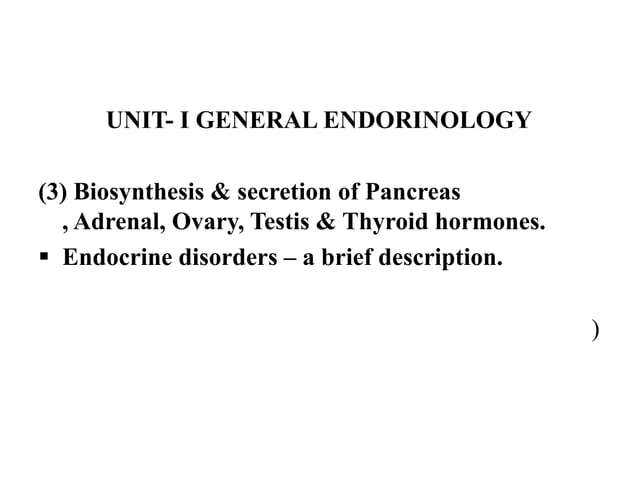 UNIT- I GENERAL ENDORINOLOGY
(3) Biosynthesis & secretion of Pancreas
, Adrenal, Ovary, Testis & Thyroid hormones.
▪ Endocrine disorders – a brief description.
)